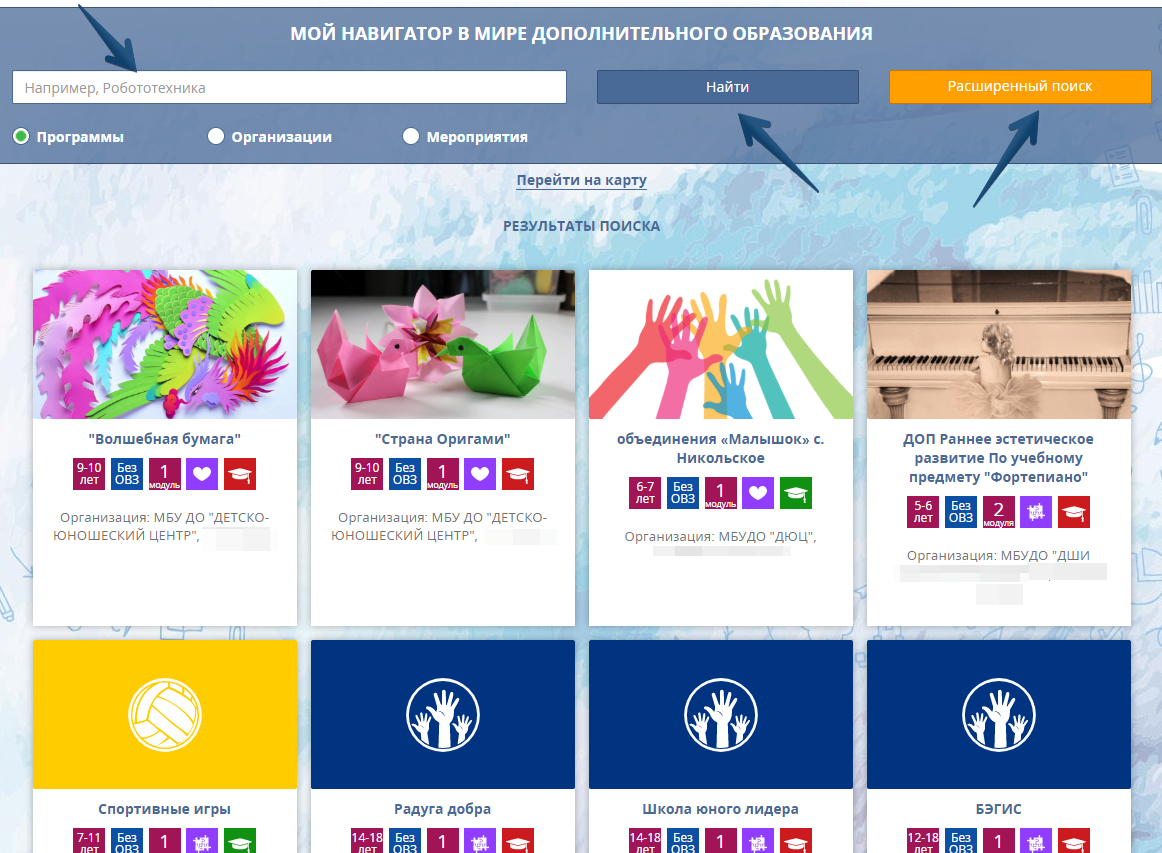 МОЙ НАВИГАТОР В МИРЕ ДОПОЛНИТЕЛЬНОГО ОБРАЗОВАНИЯ
Например, Робототехника
Найти
Расширенный поиск
Программы
Организации
Мероприятия
Перейти на карту
РЕЗУЛЬТАТЫ ПОИСКА
"Волшебная бумага"
9-10
лет
Без
ОВЗ
1
модуль
Организация: МБУ ДО "ДЕТСКО-
ЮНОШЕСКИЙ ЦЕНТР",
"Страна Оригами"
9-10
лет
Без
ОВЗ
1
модуль
Организация: МБУ ДО "ДЕТСКО-
ЮНОШЕСКИЙ ЦЕНТР",
объединения «Малышок» с.
Никольское
6-7
лет
Без
ОВЗ
1
модуль
Организация: МБУДО "ДЮЦ",
ДОП Раннее эстетическое
развитие По учебному
предмету "Фортепиано"
5-6
лет
Без
ОВЗ
2
модуля
Организация: МБУДО "ДШИ
Спортивные игры
7-11
лет
Без
ОВЗ
1
Радуга добра
14-18
лет
Без
ОВЗ
1
Школа юного лидера
14-18
лет
Без
ОВЗ
1
БЭГИС
12-18
лет
Без
ОВЗ
1